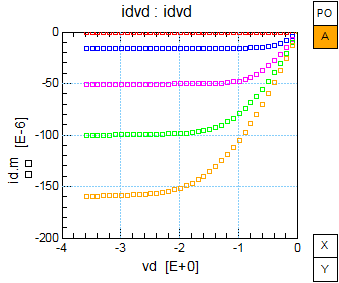 idvd : idvd
PO
A
0
-50
-100
-150
-200
id.m [E-6]
-4
-3
-2
-1
0
vd [E+0]
X
Y